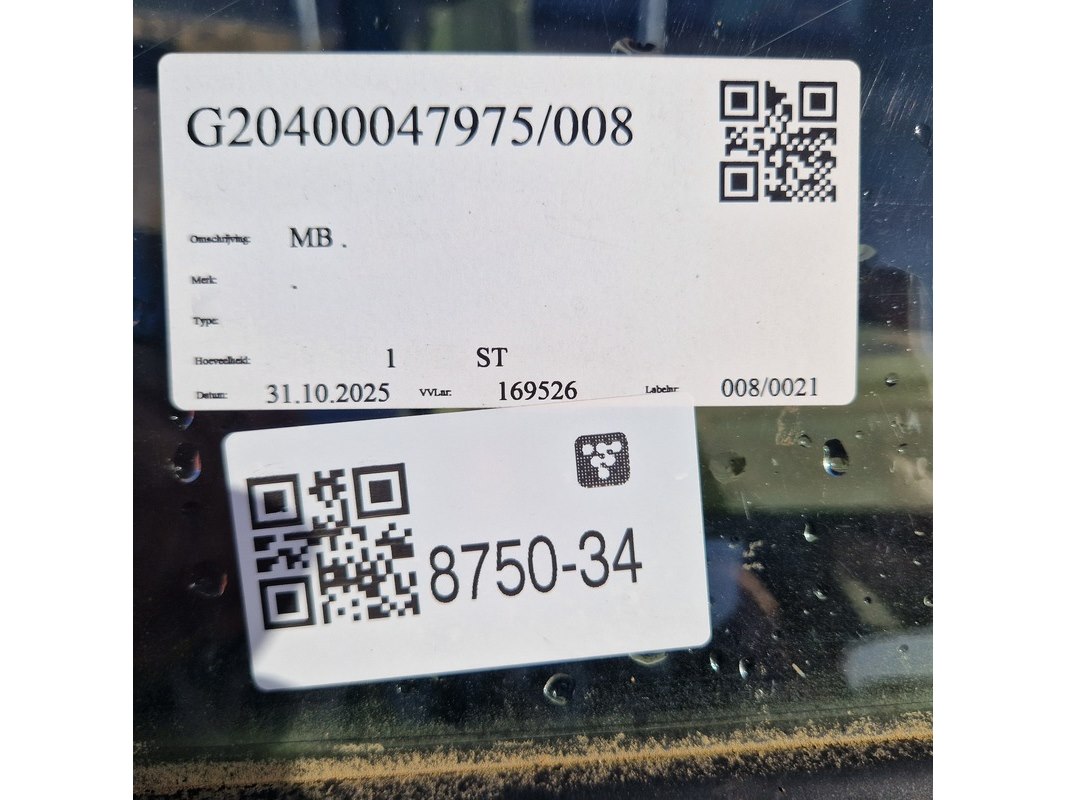 G20400047975/008
Omschrijving: MB .
Merk: .
Type:
Hoeveelheid: 1 ST
Datum: 31.10.2025 VVLnr: 169526 Labelnr: 008/0021
8750-34